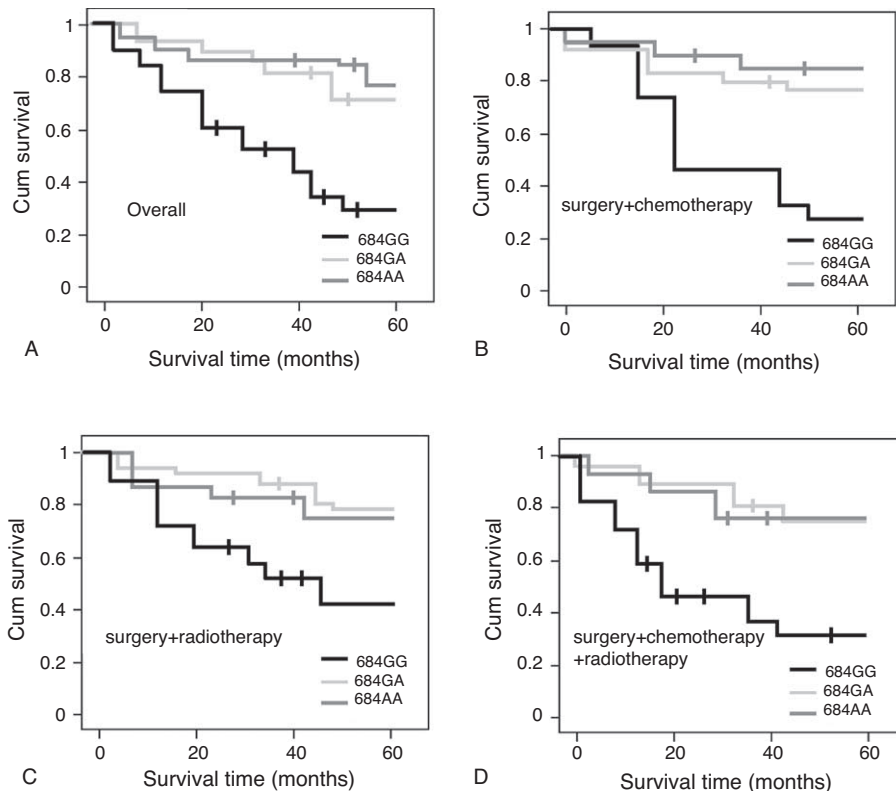 1
0.8
0.6
0.4
0.2
0
Cum survival
Overall
684GG
684GA
684AA
0 20 40 60
Survival time (months)
A
1
0.8
0.6
0.4
0.2
0
Cum survival
surgery+chemotherapy
684GG
684GA
684AA
0 20 40 60
Survival time (months)
B
1
0.8
0.6
0.4
0.2
0
Cum survival
surgery+radiotherapy
684GG
684GA
684AA
0 20 40 60
Survival time (months)
C
1
0.8
0.6
0.4
0.2
0
Cum survival
surgery+chemotherapy
+radiotherapy
684GG
684GA
684AA
0 20 40 60
Survival time (months)
D